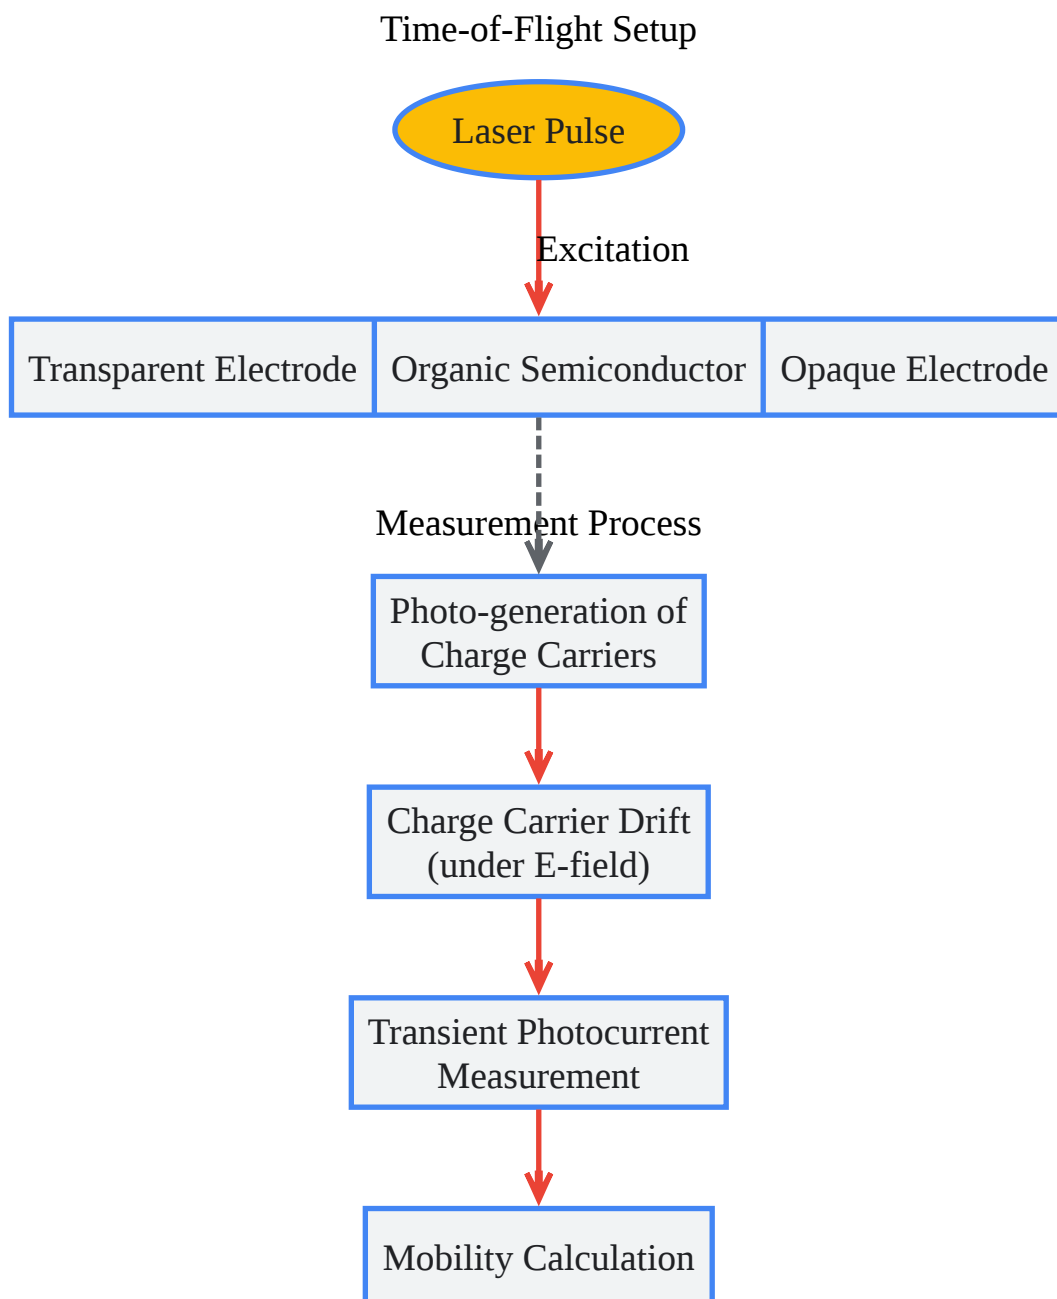 Time-of-Flight Setup
Laser Pulse
Excitation
Transparent Electrode
Organic Semiconductor
Opaque Electrode
Measurement Process
Photo-generation of
Charge Carriers
Charge Carrier Drift
(under E-field)
Transient Photocurrent
Measurement
Mobility Calculation